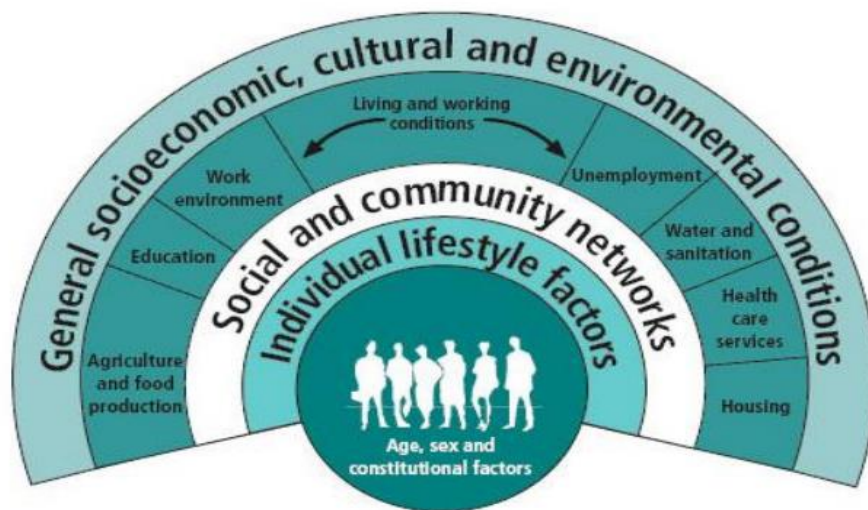 General socioeconomic, cultural and environmental conditions
Living and working
conditions
Work
environment
Unemployment
Education
Water and
sanitation
Agriculture
and food
production
Health
care
services
Housing
Social and community networks
Individual lifestyle factors
Age, sex and
constitutional factors